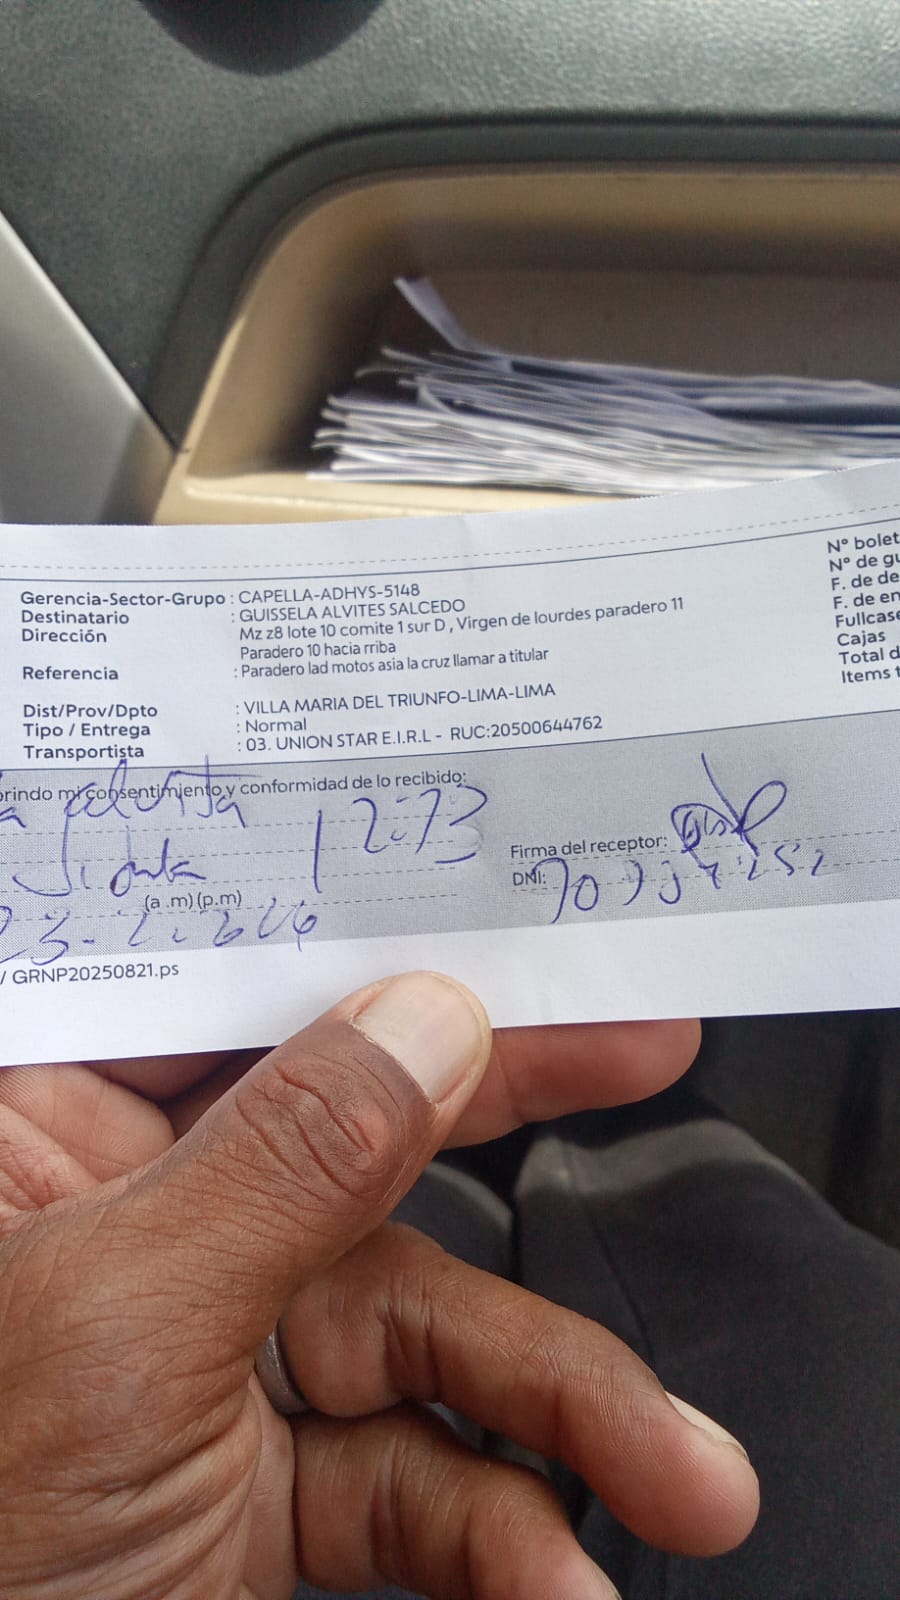 Gerencia-Sector-Grupo : CAPELLA-ADHYS-5148
Destinatario : GUISSELA ALVITES SALCEDO
Dirección Mz z8 lote 10 comite 1 sur D , Virgen de lourdes paradero 11
Paradero 10 hacia rriba
Referencia : Paradero lad motos asia la cruz llamar a titular
Dist/Prov/Dpto : VILLA MARIA DEL TRIUNFO-LIMA-LIMA
Tipo / Entrega : Normal
Transportista : 03. UNION STAR E.I.R.L - RUC:20500644762
Nº bolet
Nº de gu
F. de de
F. de en
Fullcase
Cajas
Total d
Items t
orindo mi consentimiento y conformidad de lo recibido:
Firma del receptor:
DNI:
(a .m) (p.m)
/ GRNP20250821.ps